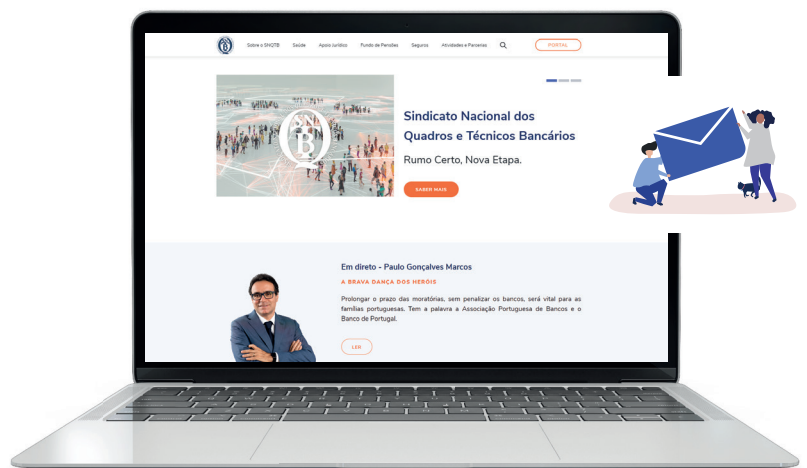 Sobre o SNQTB Saúde Apoio Jurídico Fundo de Pensões Seguros Atividades e Parcerias PORTAL
SN
Q
B
Sindicato Nacional dos
Quadros e Técnicos Bancários
Rumo Certo, Nova Etapa.
SABER MAIS
Em direto - Paulo Gonçalves Marcos
A BRAVA DANÇA DOS HERÓIS
Prolongar o prazo das moratórias, sem penalizar os bancos, será vital para as
famílias portuguesas. Tem a palavra a Associação Portuguesa de Bancos e o
Banco de Portugal.
LER